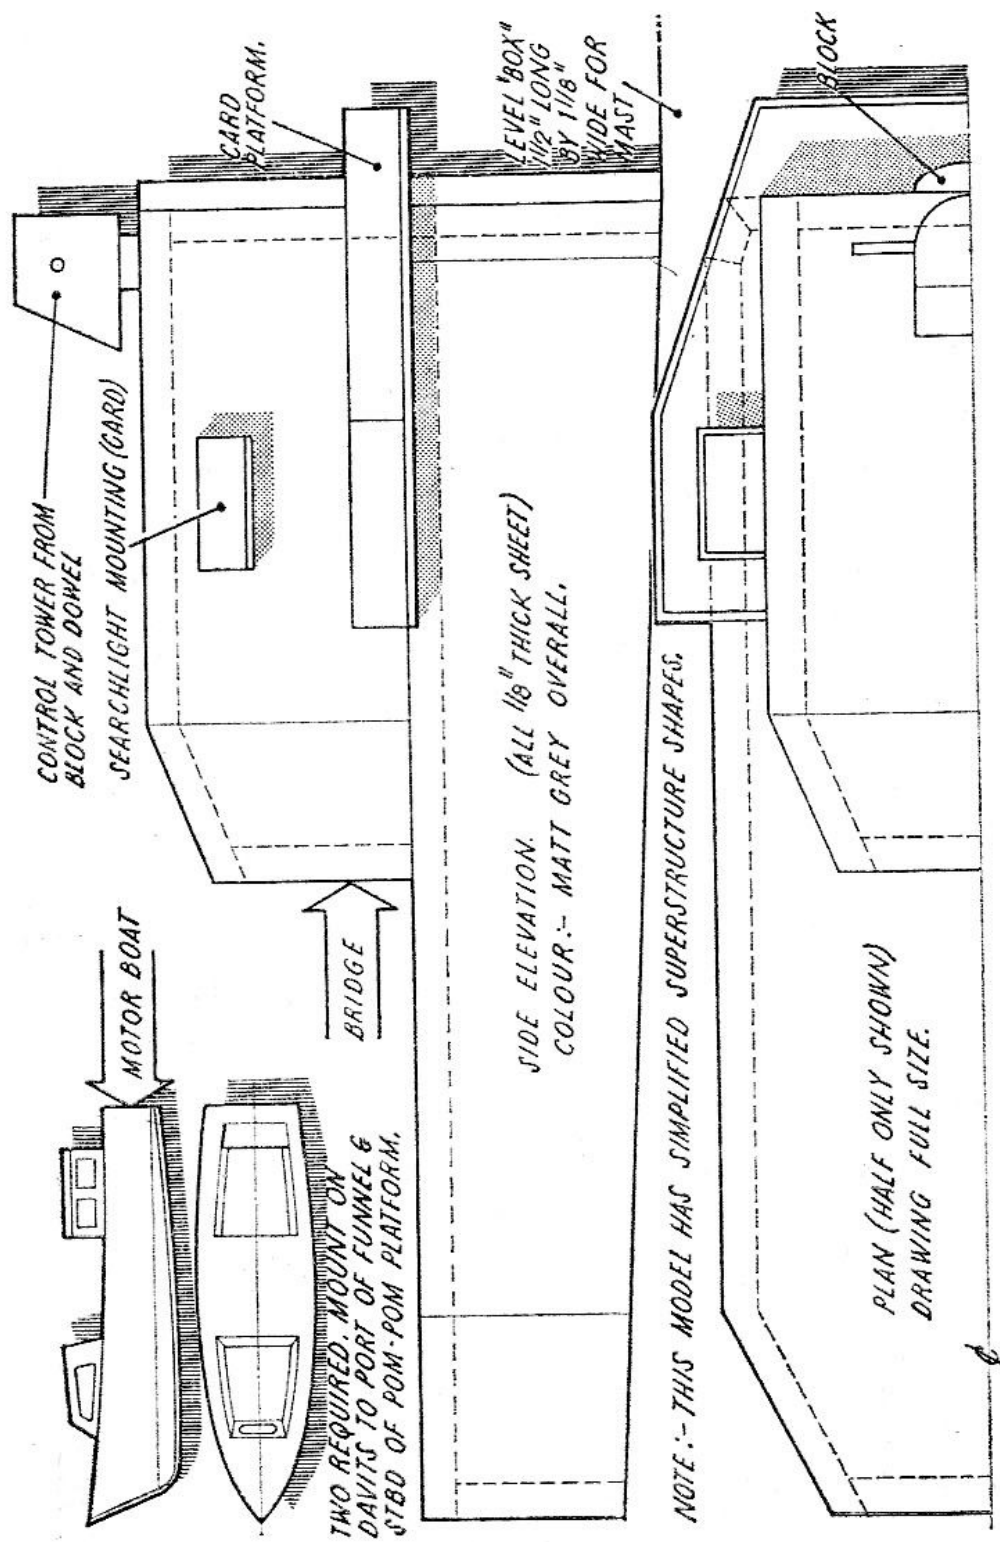 CONTROL TOWER FROM
BLOCK AND DOWEL
SEARCHLIGHT MOUNTING (CARD)
CARD
PLATFORM.
LEVEL "BOX"
1 1/2" LONG
BY 1 1/8"
WIDE FOR
MAST
BLOCK
MOTOR BOAT
BRIDGE
TWO REQUIRED. MOUNT ON
DAVITS TO PORT OF FUNNEL &
STBD OF POM-POM PLATFORM.
SIDE ELEVATION. (ALL 1/8" THICK SHEET)
COLOUR:- MATT GREY OVERALL.
NOTE:- THIS MODEL HAS SIMPLIFIED SUPERSTRUCTURE SHAPES.
PLAN (HALF ONLY SHOWN)
DRAWING FULL SIZE.